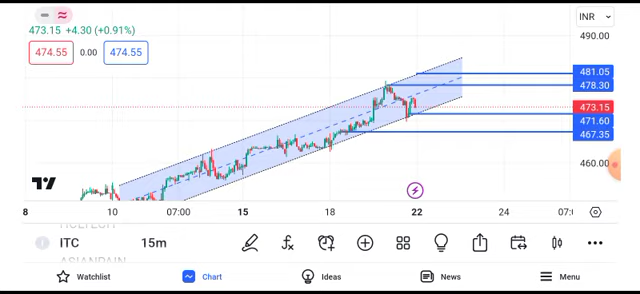 INR
473.15 +4.30 (+0.91%)
490.00
474.55 0.00 474.55
481.05
478.30
473.15
471.60
467.35
460.00
8 10 07:00 15 18 22 24
ITC 15m
Watchlist Chart Ideas News Menu